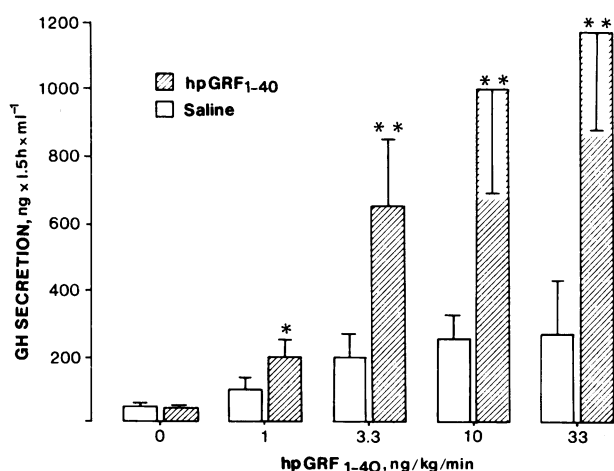 1200
1000
800
600
400
200
GH SECRETION, ng x 1.5h x ml⁻¹
hpGRF₁₋₄₀
Saline
*
* *
* *
* *
0 1 3.3 10 33
hpGRF ₁₋₄₀, ng/kg/min